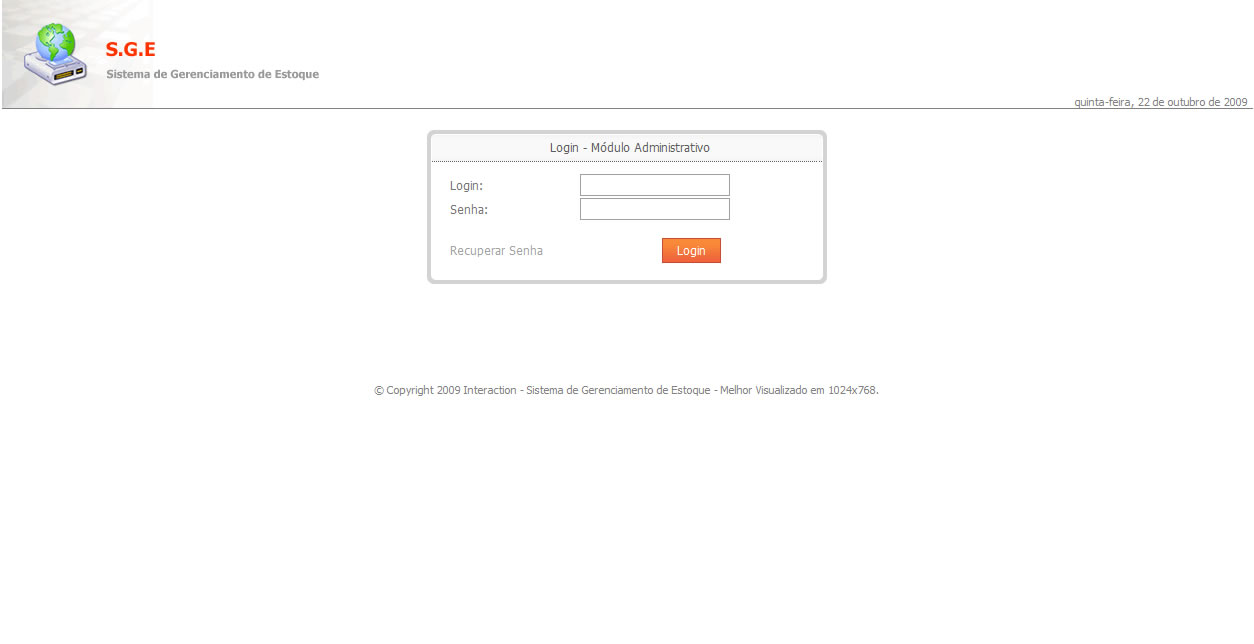 S.G.E
Sistema de Gerenciamento de Estoque
quinta-feira, 22 de outubro de 2009
Login - Módulo Administrativo
Login:
Senha:
Recuperar Senha Login
© Copyright 2009 Interaction - Sistema de Gerenciamento de Estoque - Melhor Visualizado em 1024x768.